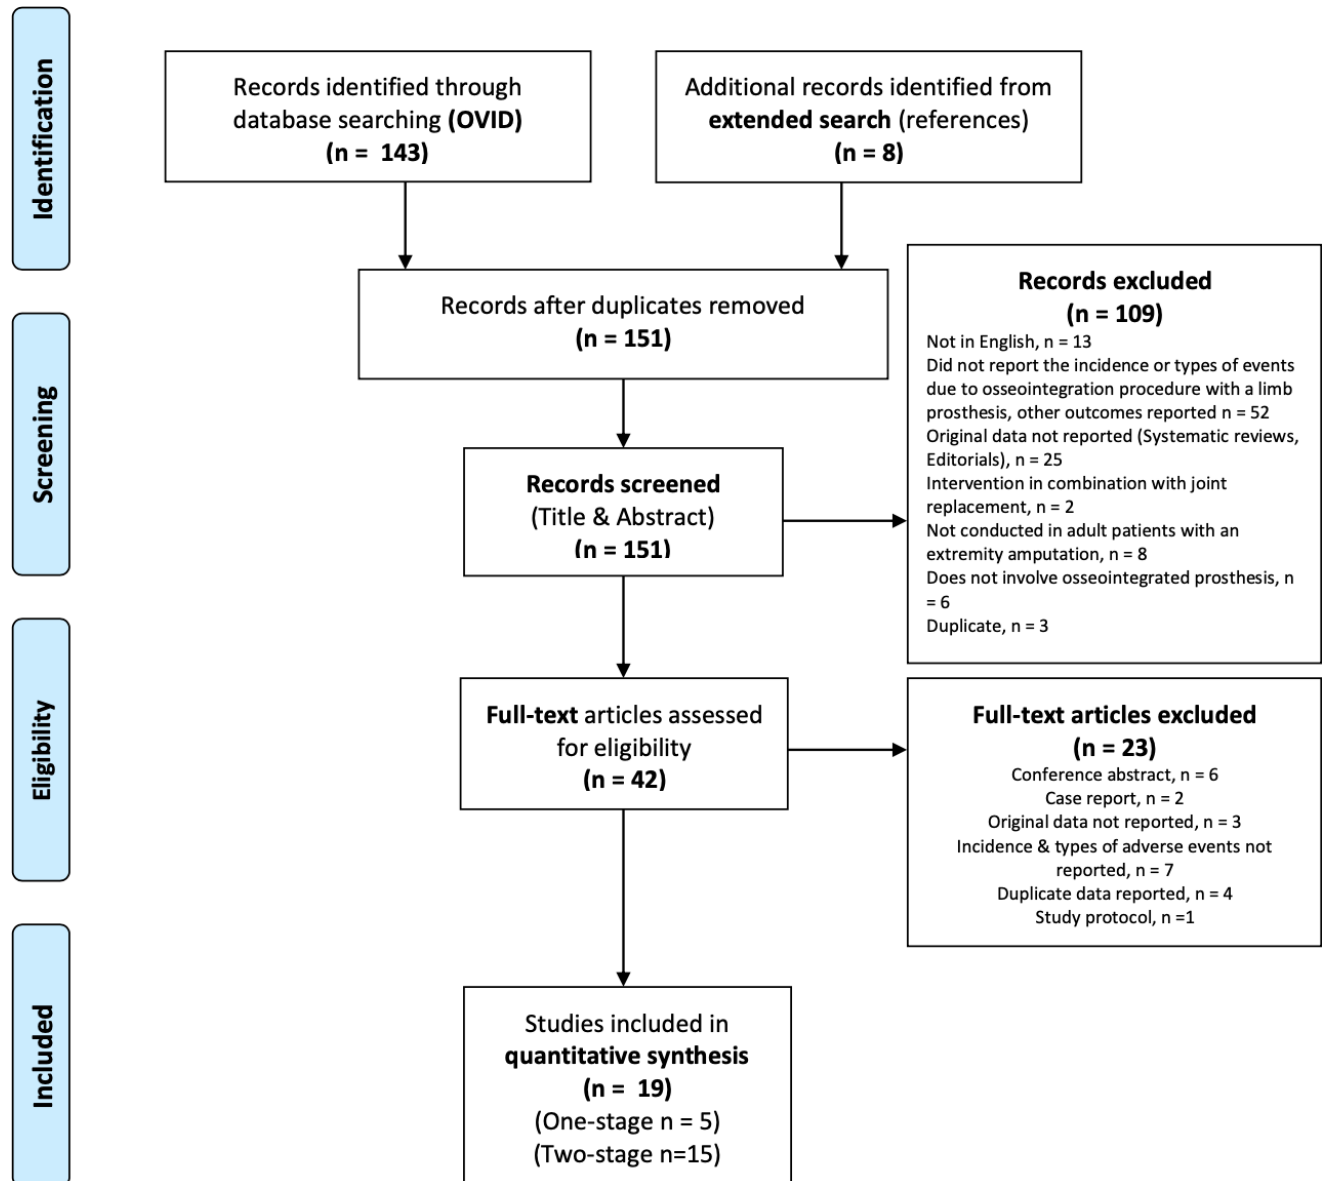 Identification
Records identified through
database searching (OVID)
(n = 143)
Additional records identified from
extended search (references)
(n = 8)
Records after duplicates removed
(n = 151)
Records excluded
(n = 109)
Not in English, n = 13
Did not report the incidence or types of events
due to osseointegration procedure with a limb
prosthesis, other outcomes reported n = 52
Original data not reported (Systematic reviews,
Editorials), n = 25
Intervention in combination with joint
replacement, n = 2
Not conducted in adult patients with an
extremity amputation, n = 8
Does not involve osseointegrated prosthesis, n
= 6
Duplicate, n = 3
Screening
Records screened
(Title & Abstract)
(n = 151)
Eligibility
Full-text articles assessed
for eligibility
(n = 42)
Full-text articles excluded
(n = 23)
Conference abstract, n = 6
Case report, n = 2
Original data not reported, n = 3
Incidence & types of adverse events not
reported, n = 7
Duplicate data reported, n = 4
Study protocol, n =1
Included
Studies included in
quantitative synthesis
(n = 19)
(One-stage n = 5)
(Two-stage n=15)